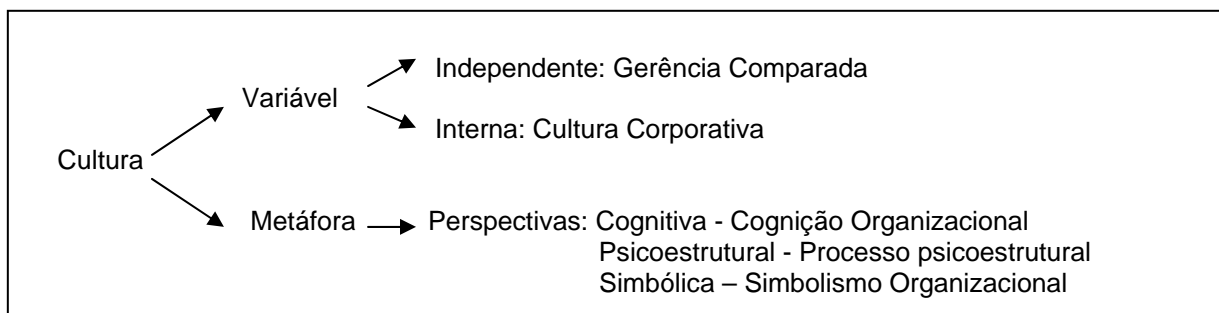 Independente: Gerência Comparada
Variável
Interna: Cultura Corporativa
Cultura
Metáfora
Perspectivas: Cognitiva - Cognição Organizacional
Psicoestrutural - Processo psicoestrutural
Simbólica – Simbolismo Organizacional